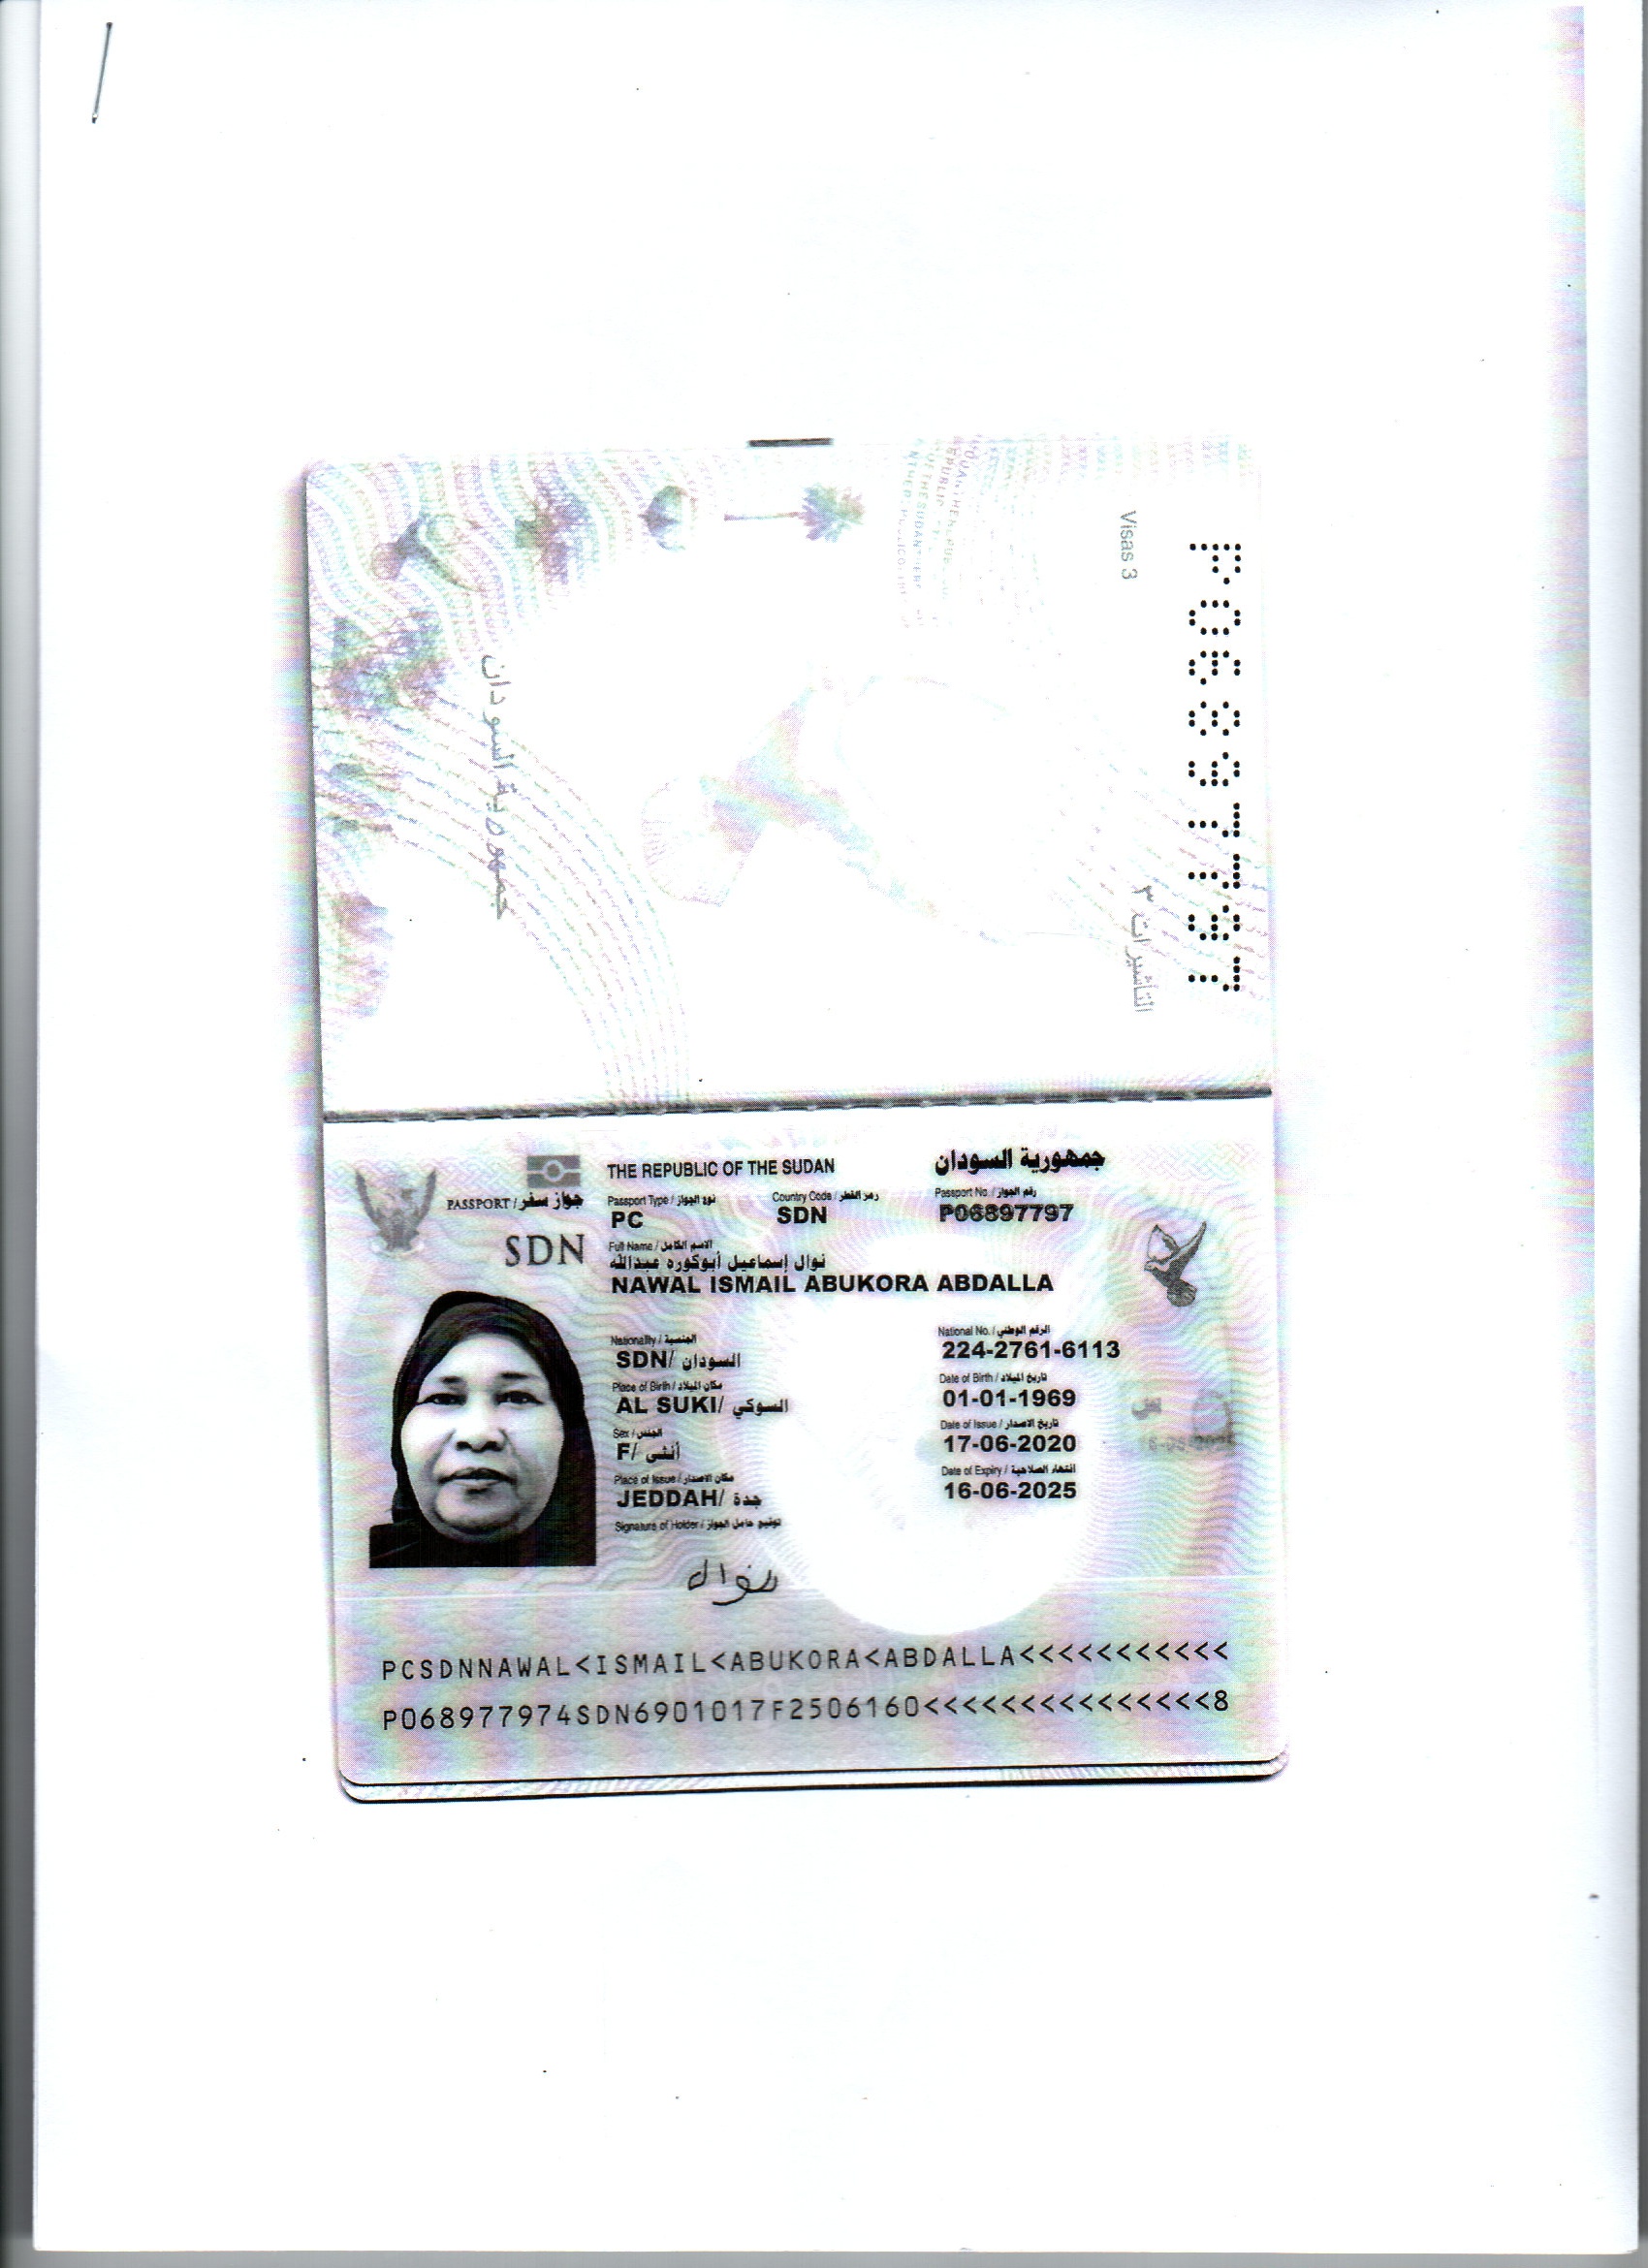 جمهورية السودان
Visas 3
التأشيرات ٣
P06897797
THE REPUBLIC OF THE SUDAN جمهورية السودان
PASSPORT / جواز سفر
Passport Type / نوع الجواز Country Code / رمز القطر Passport No. / رقم الجواز
PC SDN P06897797
SDN
Full Name / الاسم الكامل
نوال إسماعيل أبوكوره عبدالله
NAWAL ISMAIL ABUKORA ABDALLA
Nationality / الجنسية National No. / الرقم الوطني
SDN/ السودان 224-2761-6113
Place of Birth / مكان الميلاد Date of Birth / تاريخ الميلاد
AL SUKI/ السوكي 01-01-1969
Sex / الجنس Date of Issue / تاريخ الاصدار
F/ أنثى 17-06-2020
Place of Issue / مكان الاصدار Date of Expiry / انتهاء الصلاحية
JEDDAH/ جدة 16-06-2025
Signature of Holder / توقيع حامل الجواز
نوال
PCSDNNAWAL<ISMAIL<ABUKORA<ABDALLA<<<<<<<<<<<
P068977974SDN6901017F2506160<<<<<<<<<<<<<<<8